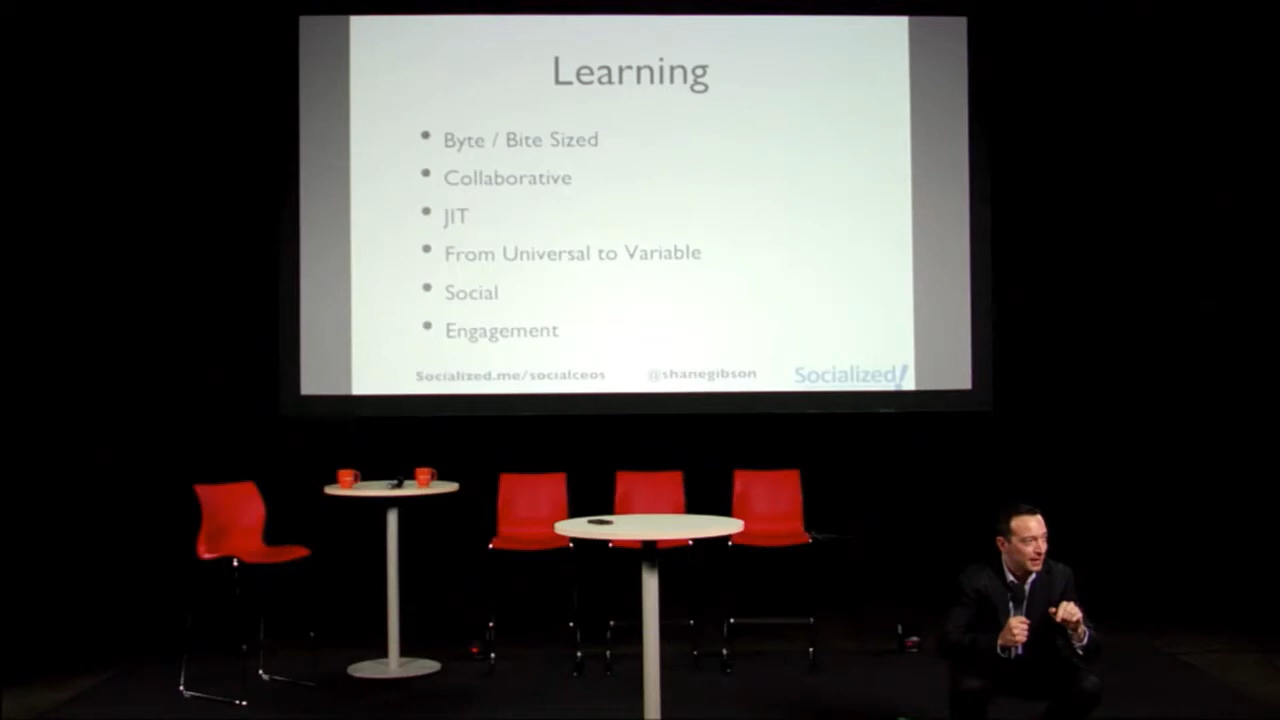 Learning
• Byte / Bite Sized
• Collaborative
• JIT
• From Universal to Variable
• Social
• Engagement
Socialized.me/socialceos @shanegibson Socialized!